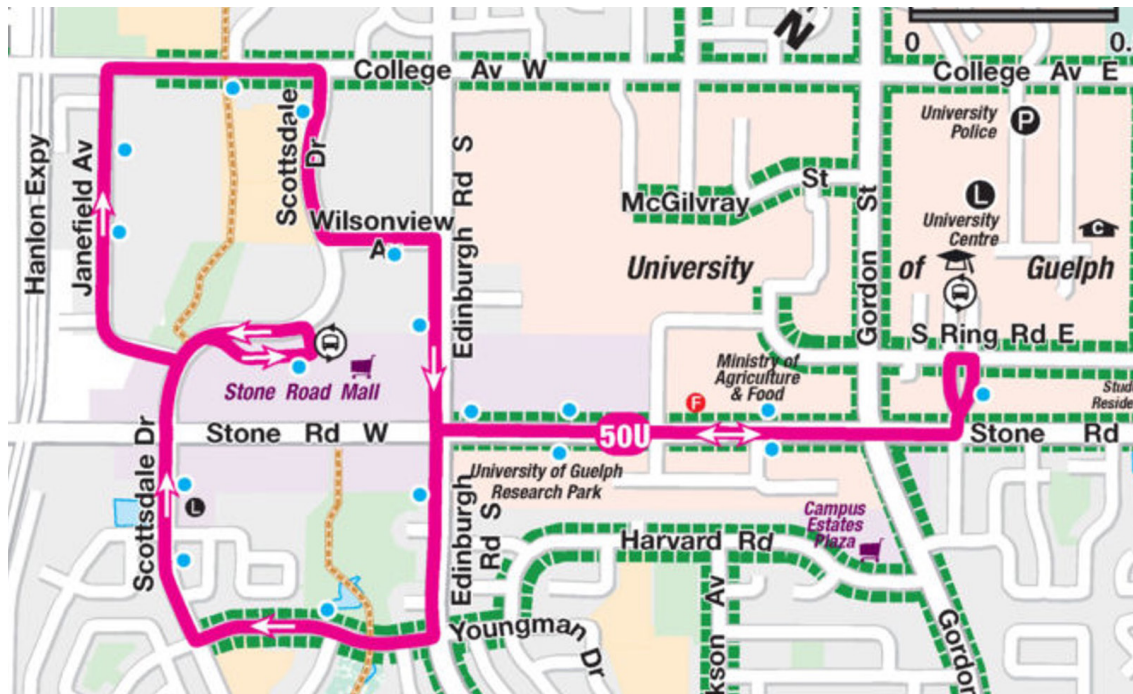 N
0
0.
College Av W
College Av E
University
Police
P
Scottsdale
Dr
Hanlon Expy
Janefield Av
Edinburgh Rd S
St
McGilvray
Gordon St
L
University
Centre
C
Wilsonview
A
University of Guelph
S Ring Rd E
Stone Road Mall
Ministry of
Agriculture
& Food
F
Stude
Reside
50U
Stone Rd W
Stone Rd
University of Guelph
Research Park
Scottsdale Dr
L
Edinburgh
Rd S
Campus
Estates
Plaza
Harvard Rd
Youngman Dr
kson Av
Gordon